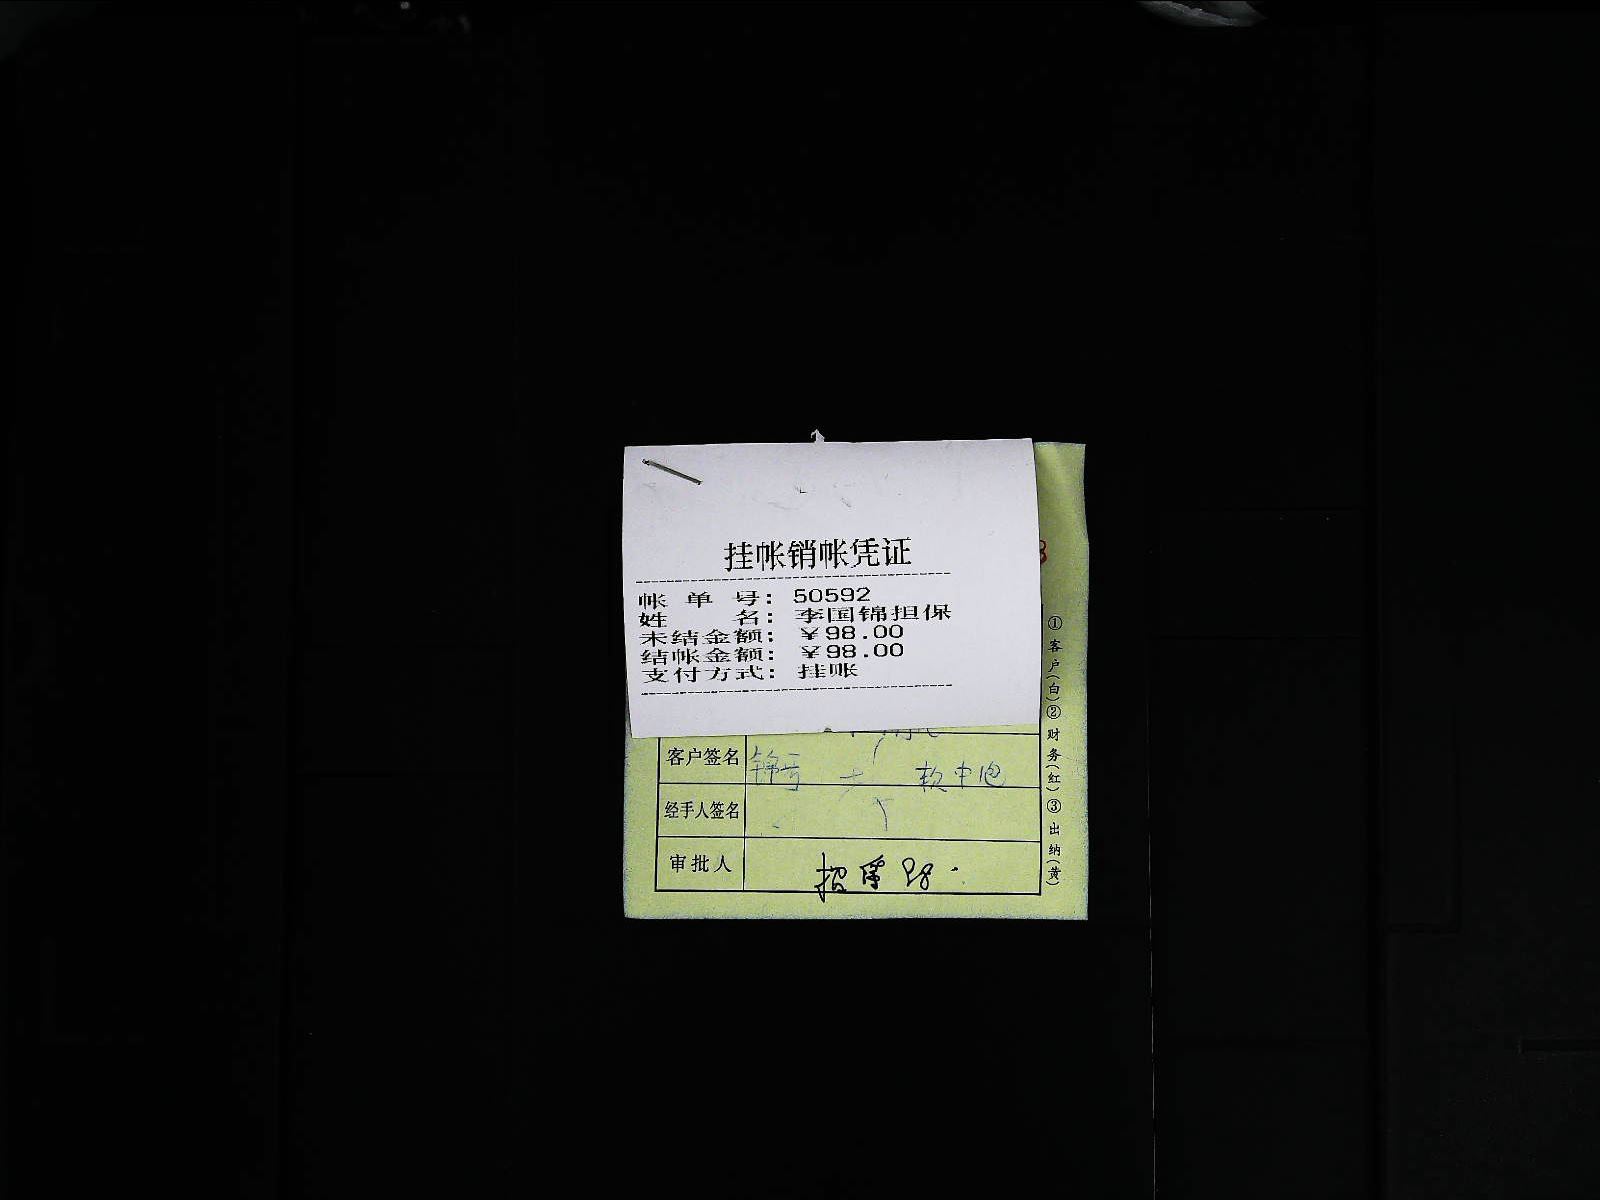 挂帐销帐凭证
帐单号：50592
姓名：李国锦担保
未结金额：￥98.00
结帐金额：￥98.00
支付方式：挂帐
客户签名
经手人签名
审批人
①客户(白)②财务(红)③出纳(黄)